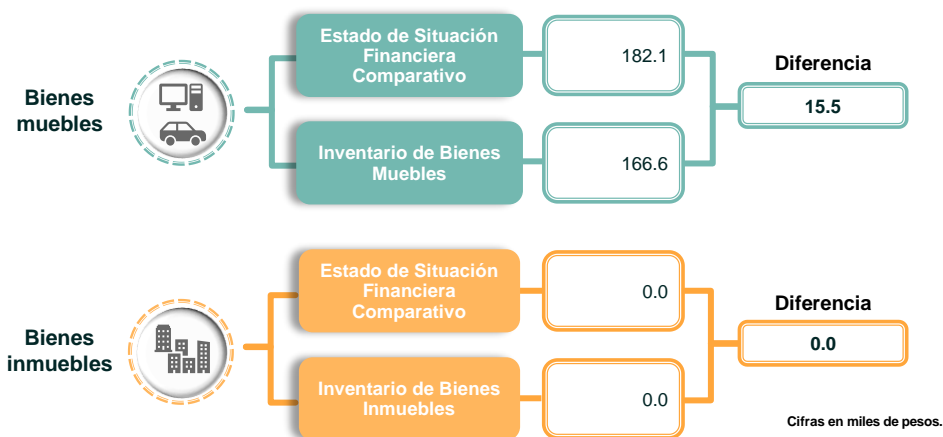 Bienes
muebles
Estado de Situación
Financiera
Comparativo
182.1
Inventario de Bienes
Muebles
166.6
Diferencia
15.5
Bienes
inmuebles
Estado de Situación
Financiera
Comparativo
0.0
Inventario de Bienes
Inmuebles
0.0
Diferencia
0.0
Cifras en miles de pesos.